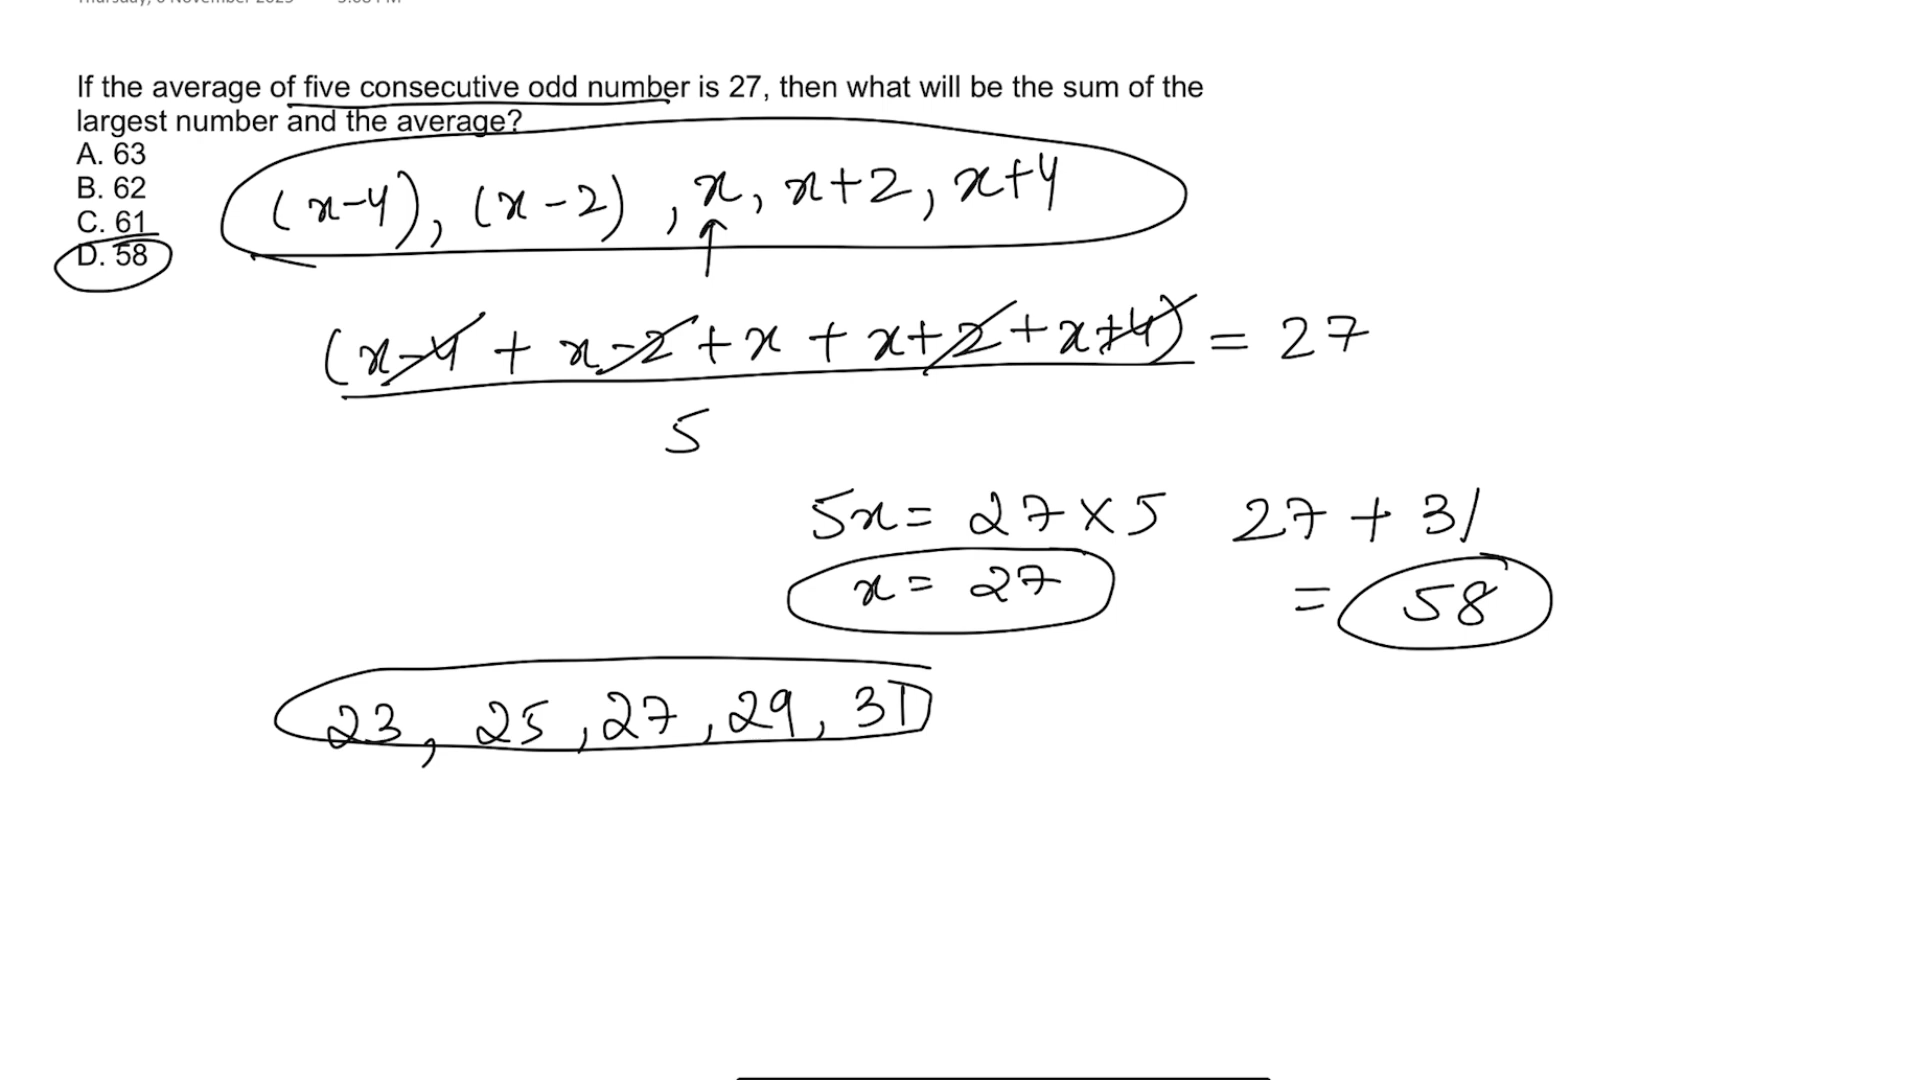 If the average of five consecutive odd number is 27, then what will be the sum of the
largest number and the average?
A. 63
B. 62
C. 61
D. 58
(x-4), (x-2), x, x+2, x+4
(x-4 + x-2 + x + x+2 + x+4) = 27
5
5x = 27 × 5 27 + 31
x = 27 = 58
23, 25, 27, 29, 31